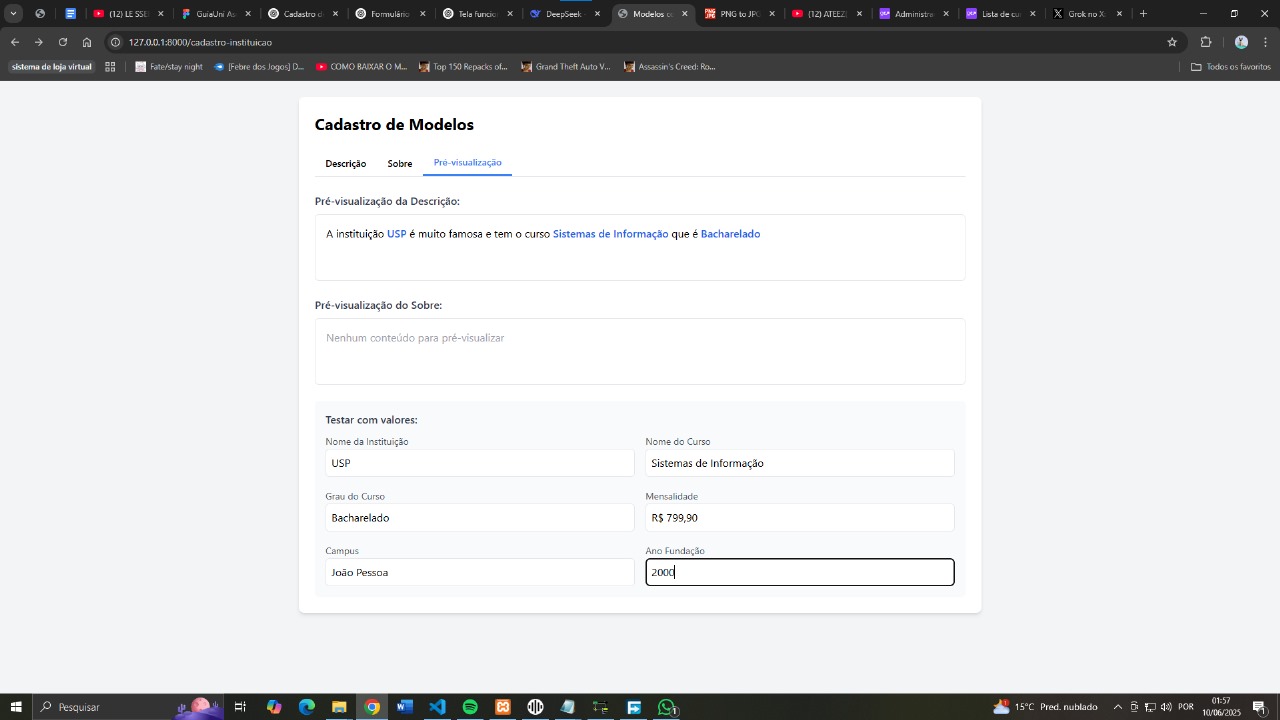 (12) LE SSEI
GuiaUni As
Cadastro d
Formulário
Tela funcio
DeepSeek -
Modelos co
PNG to JPG
(12) ATEEZ
Administra
Lista de cu
Grok no X
127.0.0.1:8000/cadastro-instituicao
sistema de loja virtual
Fate/stay night
[Febre dos Jogos] D...
COMO BAIXAR O M...
Top 150 Repacks of...
Grand Theft Auto V...
Assassin's Creed: Ro...
Todos os favoritos
Cadastro de Modelos
Descrição
Sobre
Pré-visualização
Pré-visualização da Descrição:
A instituição USP é muito famosa e tem o curso Sistemas de Informação que é Bacharelado
Pré-visualização do Sobre:
Nenhum conteúdo para pré-visualizar
Testar com valores:
Nome da Instituição
Nome do Curso
USP
Sistemas de Informação
Grau do Curso
Mensalidade
Bacharelado
R$ 799,90
Campus
Ano Fundação
João Pessoa
2000
Pesquisar
15°C Pred. nublado
POR
01:57
10/06/2025